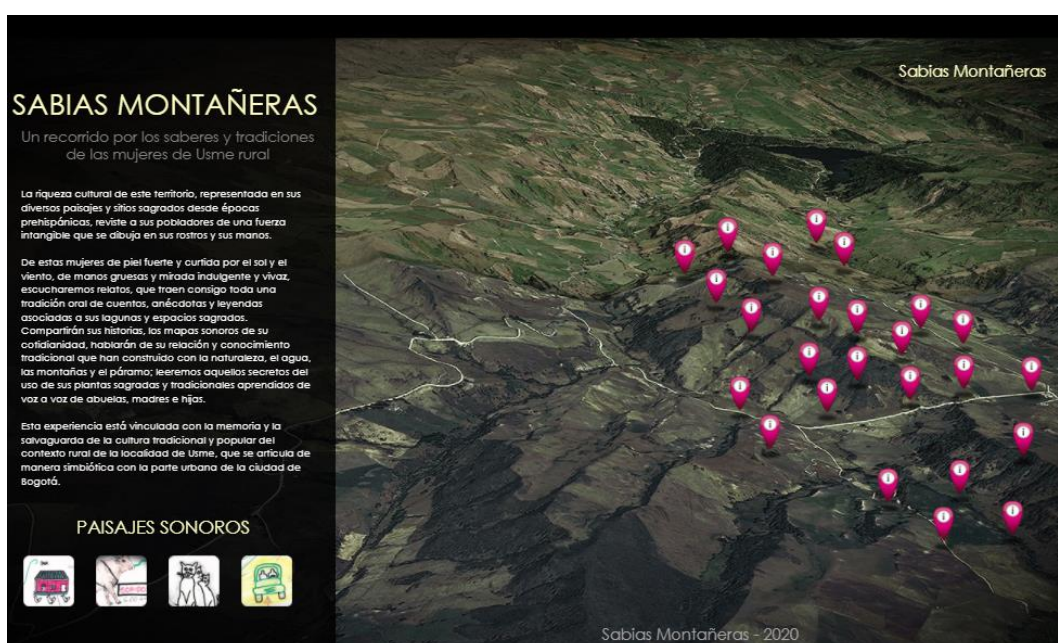 Sabias Montañeras
SABIAS MONTAÑERAS
Un recorrido por los saberes y tradiciones
de las mujeres de Usme rural
La riqueza cultural de este territorio, representada en sus
diversos paisajes y sitios sagrados desde épocas
prehispánicas, reviste a sus pobladores de una fuerza
intangible que se dibuja en sus rostros y sus manos.
De estas mujeres de piel fuerte y curtida por el sol y el
viento, de manos gruesas y mirada indulgente y vivaz,
escucharemos relatos, que traen consigo toda una
tradición oral de cuentos, anécdotas y leyendas
asociadas a sus lagunas y espacios sagrados.
Compartirán sus historias, los mapas sonoros de su
cotidianidad, hablarán de su relación y conocimiento
tradicional que han construido con la naturaleza, el agua,
las montañas y el páramo; leeremos aquellos secretos del
uso de sus plantas sagradas y tradicionales aprendidos de
voz a voz de abuelas, madres e hijas.
Esta experiencia está vinculada con la memoria y la
salvaguarda de la cultura tradicional y popular del
contexto rural de la localidad de Usme, que se articula de
manera simbiótica con la parte urbana de la ciudad de
Bogotá.
PAISAJES SONOROS
Sabias Montañeras - 2020